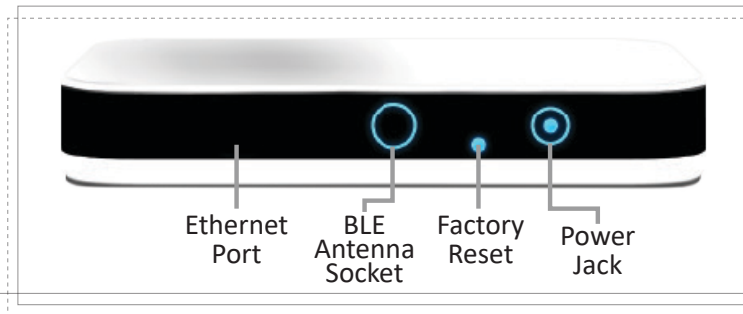 Ethernet
Port
BLE
Antenna
Socket
Factory
Reset
Power
Jack